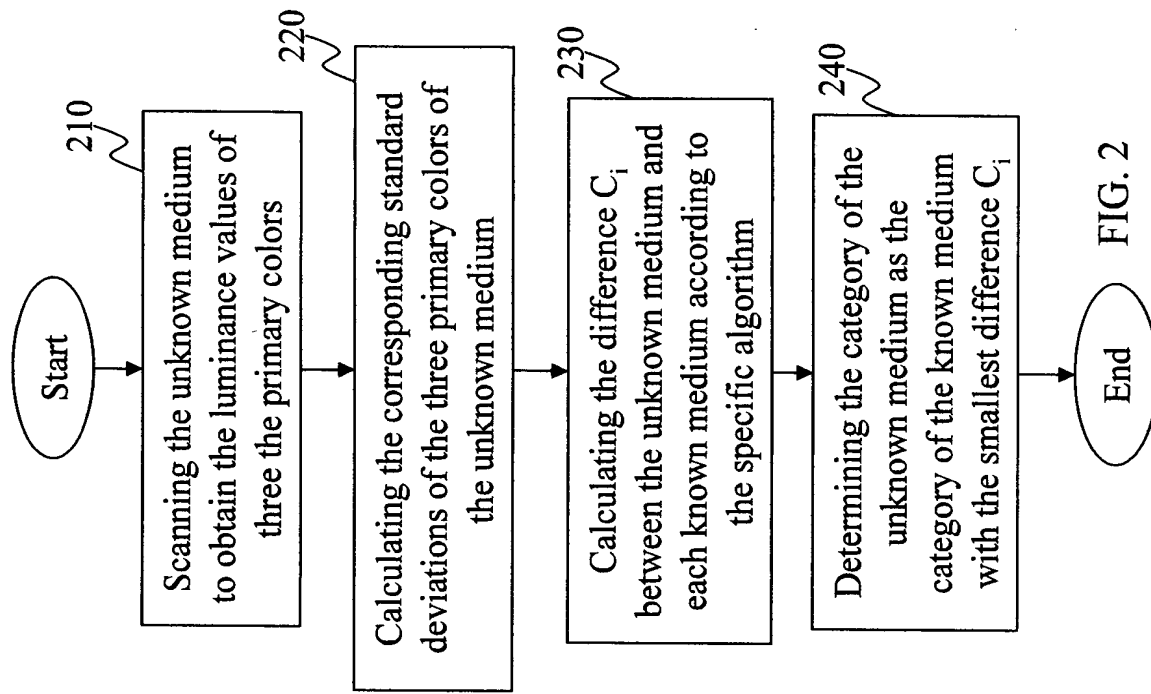 Start
210
Scanning the unknown medium
to obtain the luminance values of
three the primary colors
220
Calculating the corresponding standard
deviations of the three primary colors of
the unknown medium
230
Calculating the difference Ci
between the unknown medium and
each known medium according to
the specific algorithm
240
Determining the category of the
unknown medium as the
category of the known medium
with the smallest difference Ci
End
FIG. 2